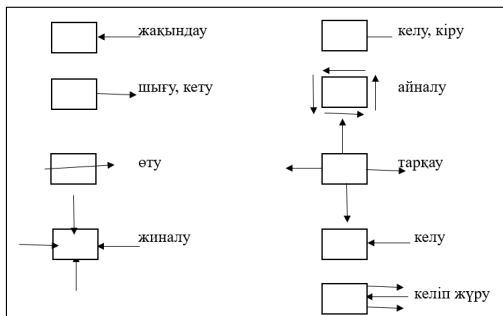 жақындау
шығу, кету
өту
жиналу
келу, кіру
айналу
тарқау
келу
келіп жүру